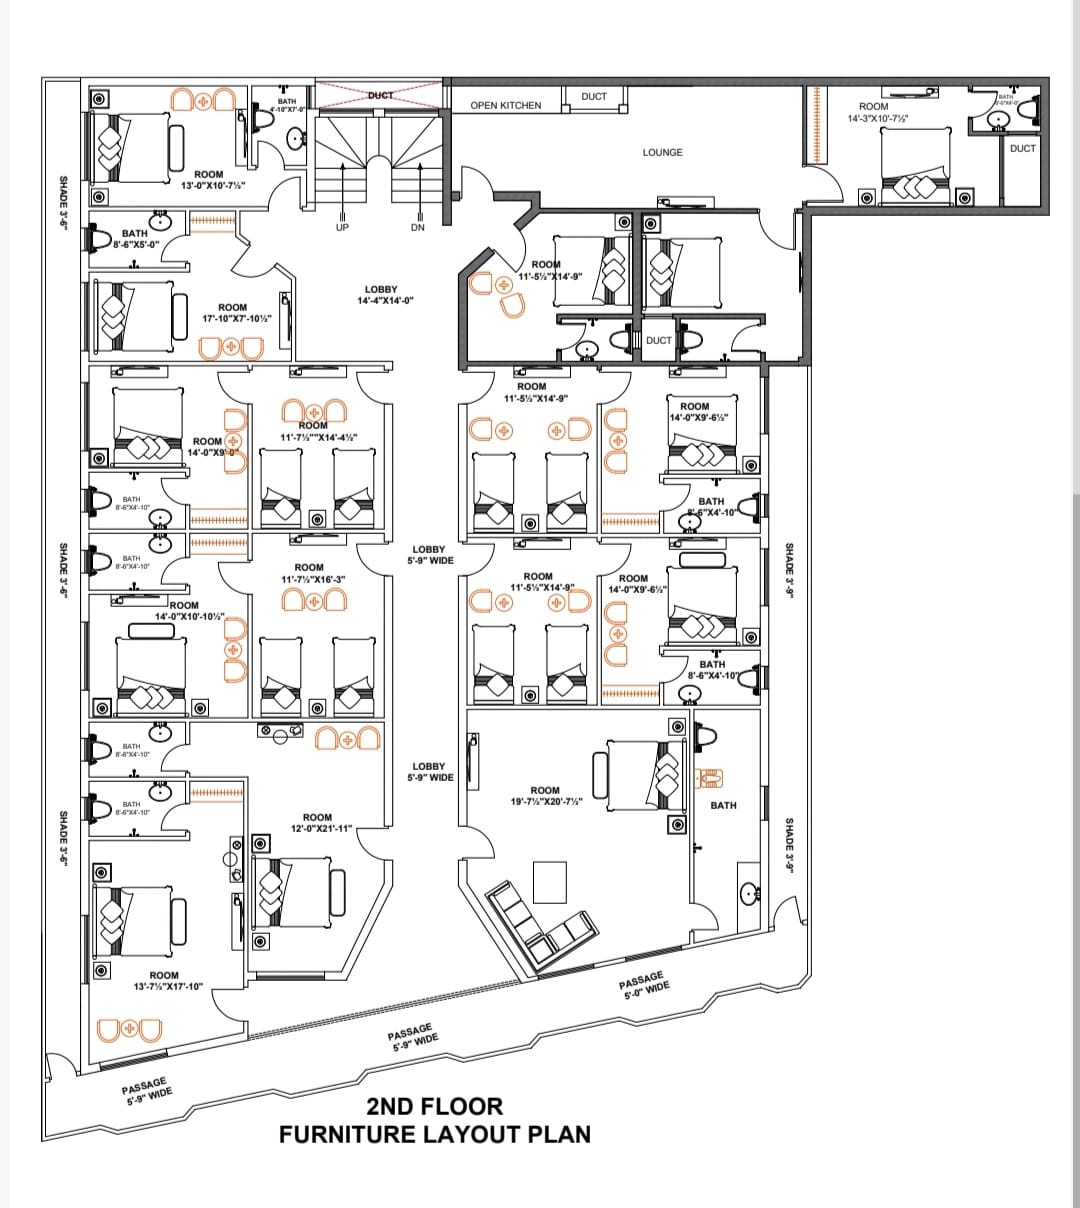 DUCT
BATH
4'-10"X7'-0"
OPEN KITCHEN
DUCT
ROOM
14'-3"X10'-7½"
BATH
DUCT
LOUNGE
ROOM
13'-0"X10'-7½"
SHADE 3'-6"
UP
DN
BATH
8'-6"X5'-0"
ROOM
11'-5½"X14'-9"
LOBBY
14'-4"X14'-0"
ROOM
17'-10"X7'-10½"
DUCT
ROOM
11'-5½"X14'-9"
ROOM
14'-0"X9'-6½"
ROOM
11'-7½""X14'-4½"
ROOM
14'-0"X9'-0"
BATH
8'-6"X4'-10"
BATH
8'-6"X4'-10"
SHADE 3'-6"
BATH
8'-6"X4'-10"
LOBBY
5'-9" WIDE
SHADE 3'-9"
ROOM
11'-7½"X16'-3"
ROOM
11'-5½"X14'-9"
ROOM
14'-0"X9'-6½"
ROOM
14'-0"X10'-10½"
BATH
8'-6"X4'-10"
BATH
8'-6"X4'-10"
LOBBY
5'-9" WIDE
ROOM
19'-7½"X20'-7½"
BATH
BATH
8'-6"X4'-10"
ROOM
12'-0"X21'-11"
SHADE 3'-6"
SHADE 3'-9"
ROOM
13'-7½"X17'-10"
PASSAGE
5'-0" WIDE
PASSAGE
5'-9" WIDE
PASSAGE
5'-9" WIDE
2ND FLOOR
FURNITURE LAYOUT PLAN